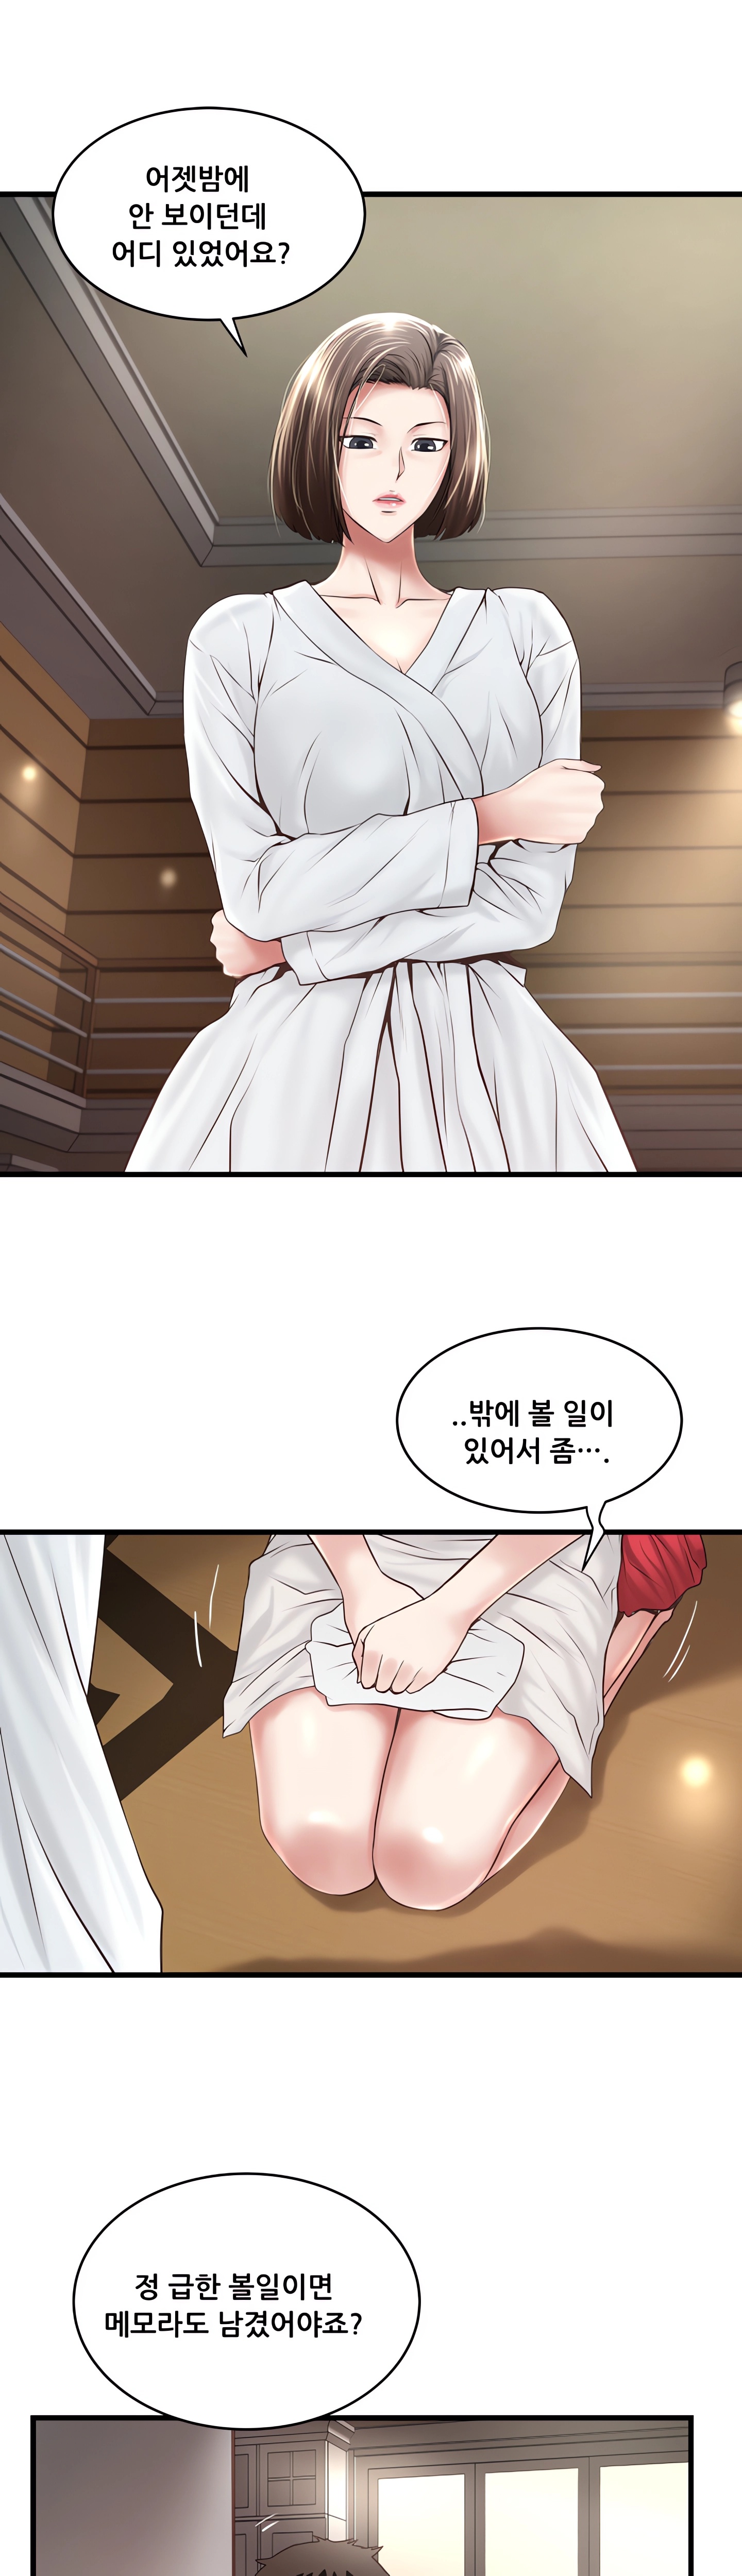 어젯밤에
안 보이던데
어디 있었어요?
..밖에 볼 일이
있어서 좀….
정 급한 볼일이면
메모라도 남겼어야죠?